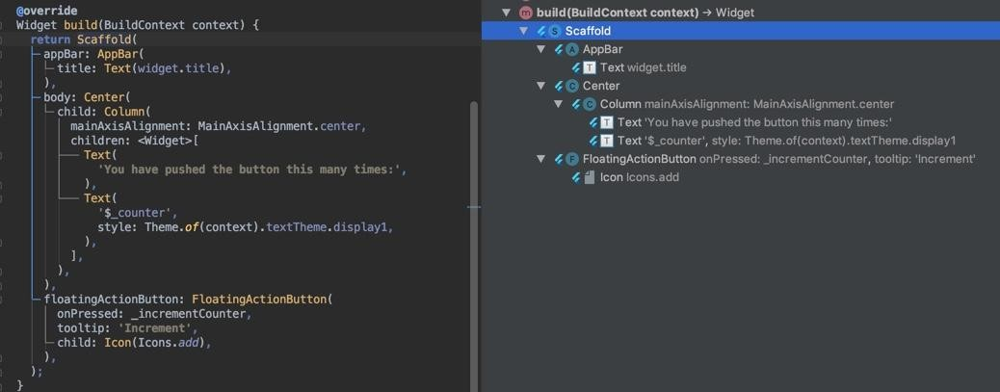 @override
Widget build(BuildContext context) {
return Scaffold(
appBar: AppBar(
title: Text(widget.title),
),
body: Center(
child: Column(
mainAxisAlignment: MainAxisAlignment.center,
children: <Widget>[
Text(
'You have pushed the button this many times:',
),
Text(
'$_counter',
style: Theme.of(context).textTheme.display1,
),
],
),
),
floatingActionButton: FloatingActionButton(
onPressed: _incrementCounter,
tooltip: 'Increment',
child: Icon(Icons.add),
),
);
}
m build(BuildContext context) → Widget
S Scaffold
A AppBar
T Text widget.title
C Center
C Column mainAxisAlignment: MainAxisAlignment.center
T Text 'You have pushed the button this many times:'
T Text '$_counter', style: Theme.of(context).textTheme.display1
F FloatingActionButton onPressed: _incrementCounter, tooltip: 'Increment'
Icon Icons.add